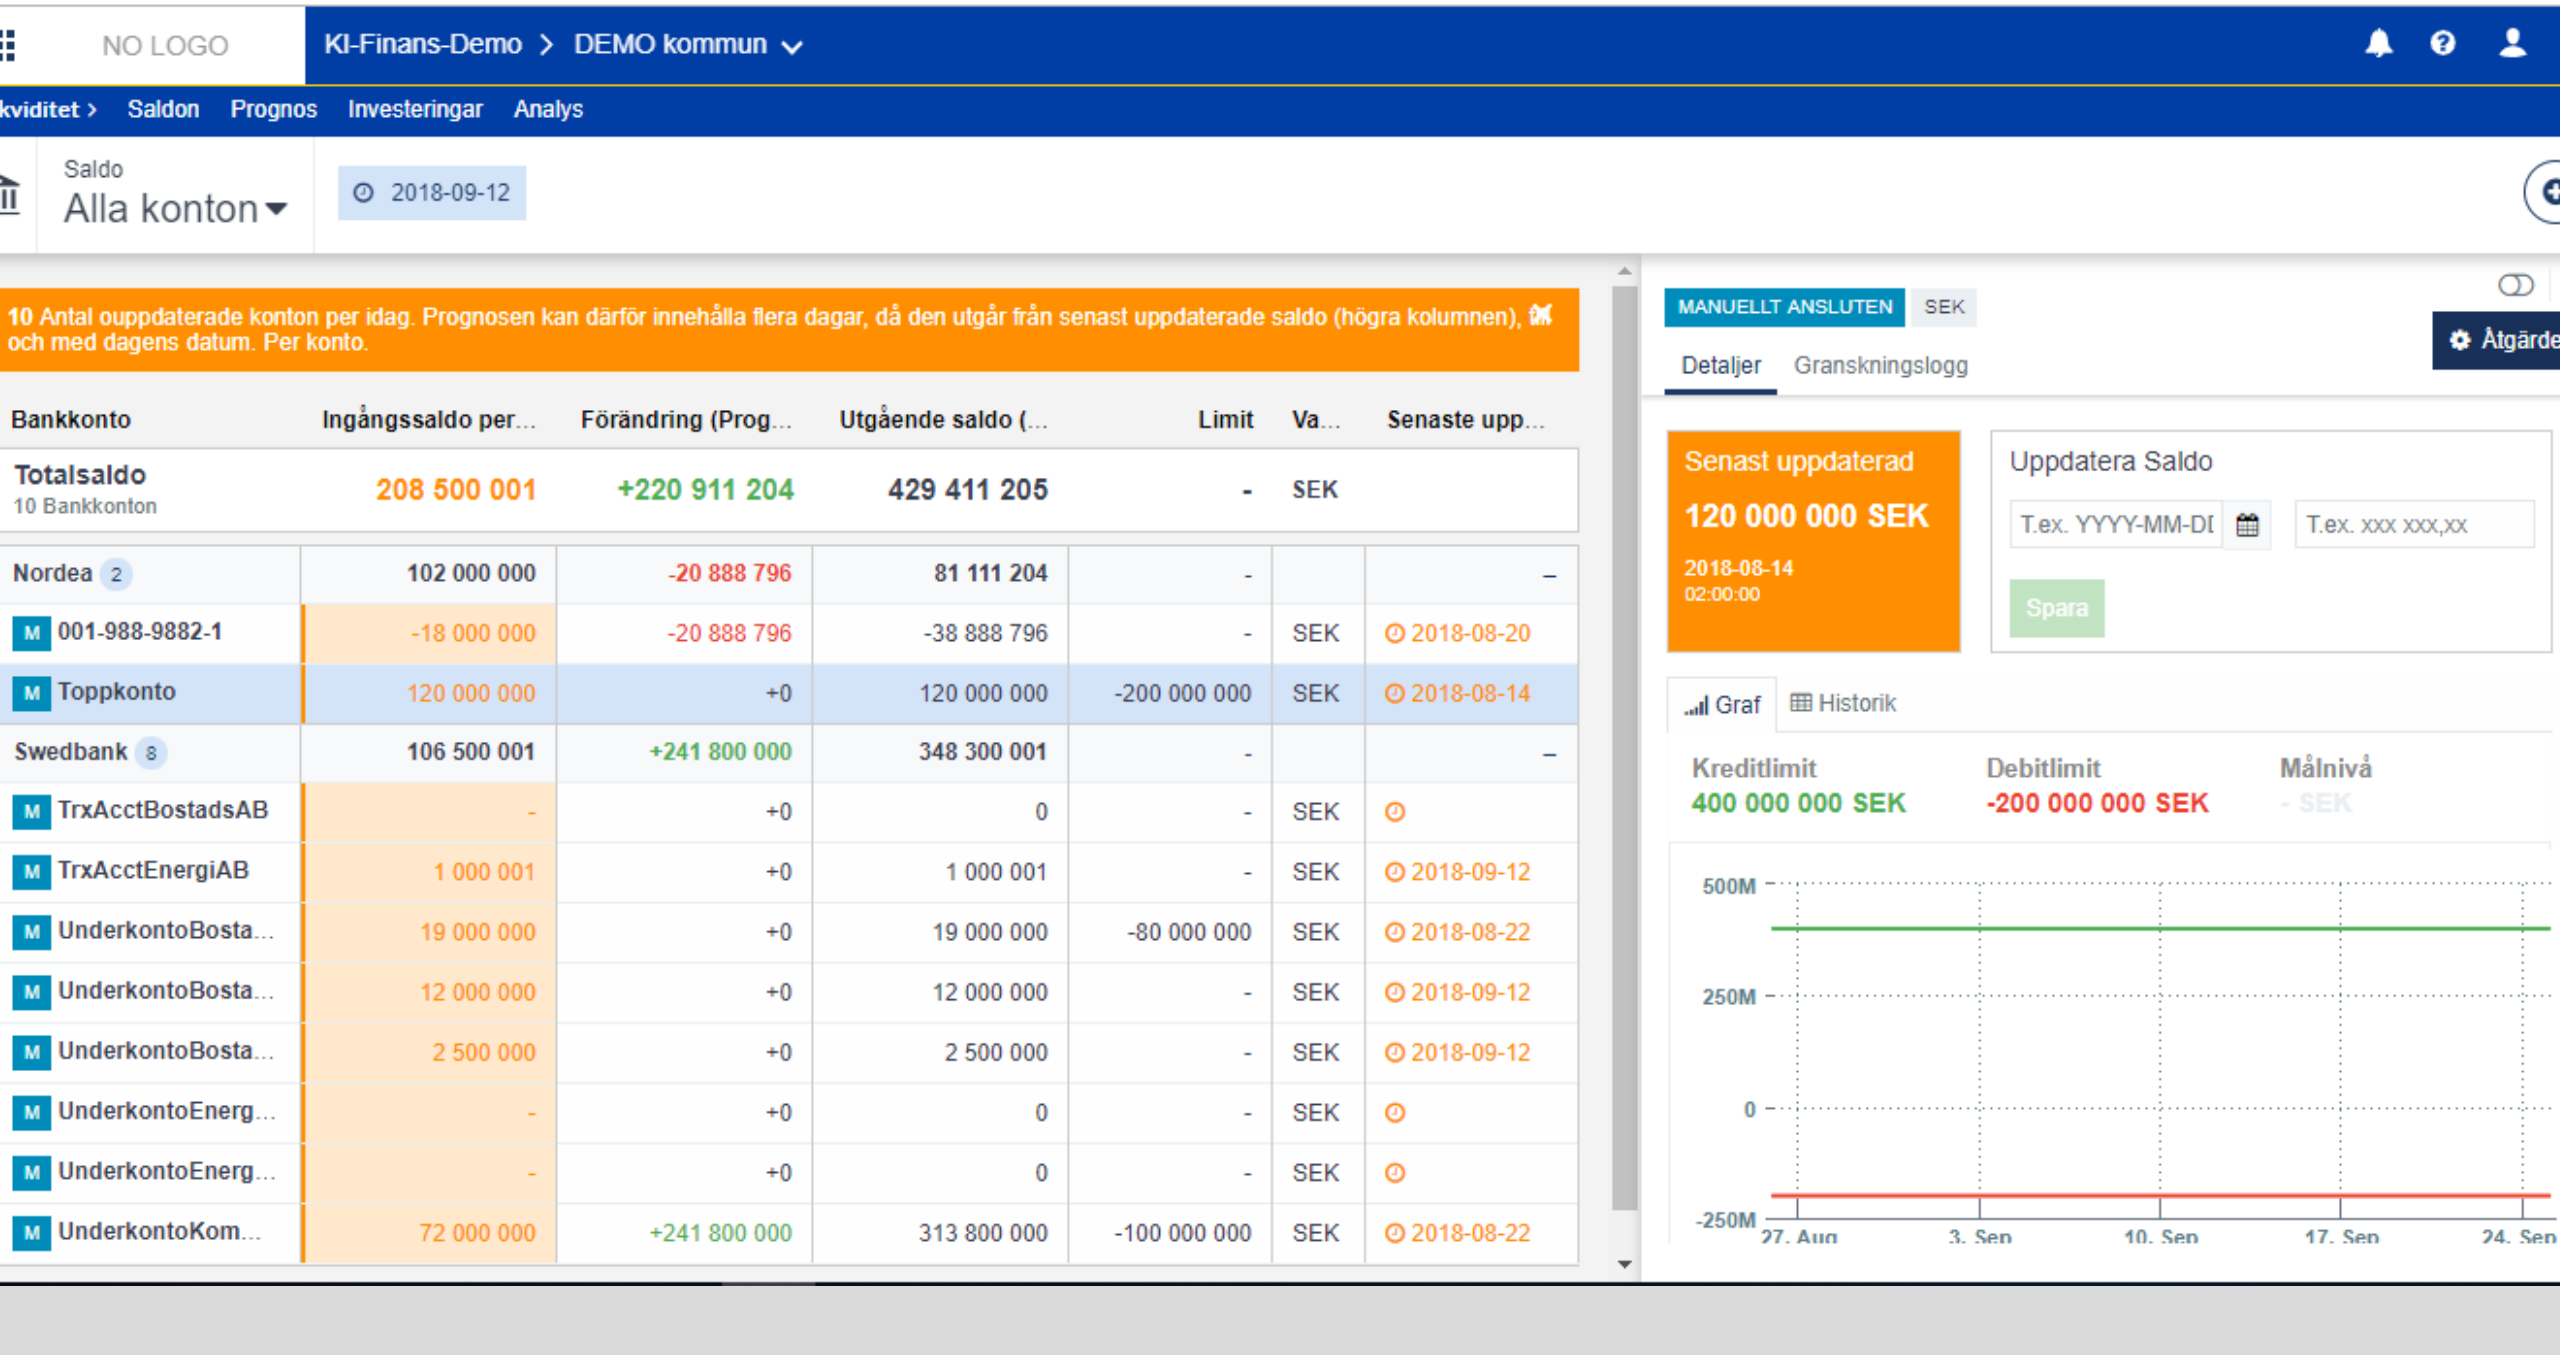 NO LOGO
KI-Finans-Demo > DEMO kommun
kviditet > Saldon Prognos Investeringar Analys
Saldo
Alla konton
2018-09-12
10 Antal ouppdaterade konton per idag. Prognosen kan därför innehålla flera dagar, då den utgår från senast uppdaterade saldo (högra kolumnen),
och med dagens datum. Per konto.
Bankkonto Ingångssaldo per... Förändring (Prog... Utgående saldo (... Limit Va... Senaste upp...
Totalsaldo
10 Bankkonton
208 500 001 +220 911 204 429 411 205 - SEK
Nordea 2 102 000 000 -20 888 796 81 111 204 - –
M 001-988-9882-1 -18 000 000 -20 888 796 -38 888 796 - SEK 2018-08-20
M Toppkonto 120 000 000 +0 120 000 000 -200 000 000 SEK 2018-08-14
Swedbank 8 106 500 001 +241 800 000 348 300 001 - –
M TrxAcctBostadsAB - +0 0 - SEK
M TrxAcctEnergiAB 1 000 001 +0 1 000 001 - SEK 2018-09-12
M UnderkontoBosta... 19 000 000 +0 19 000 000 -80 000 000 SEK 2018-08-22
M UnderkontoBosta... 12 000 000 +0 12 000 000 - SEK 2018-09-12
M UnderkontoBosta... 2 500 000 +0 2 500 000 - SEK 2018-09-12
M UnderkontoEnerg... - +0 0 - SEK
M UnderkontoEnerg... - +0 0 - SEK
M UnderkontoKom... 72 000 000 +241 800 000 313 800 000 -100 000 000 SEK 2018-08-22
MANUELLT ANSLUTEN SEK
Åtgärde
Detaljer Granskningslogg
Senast uppdaterad
120 000 000 SEK
2018-08-14
02:00:00
Uppdatera Saldo
T.ex. YYYY-MM-DD T.ex. xxx xxx,xx
Spara
Graf Historik
Kreditlimit Debitlimit Målnivå
400 000 000 SEK -200 000 000 SEK - SEK
500M
250M
0
-250M
27. Aug 3. Sep 10. Sep 17. Sep 24. Sep